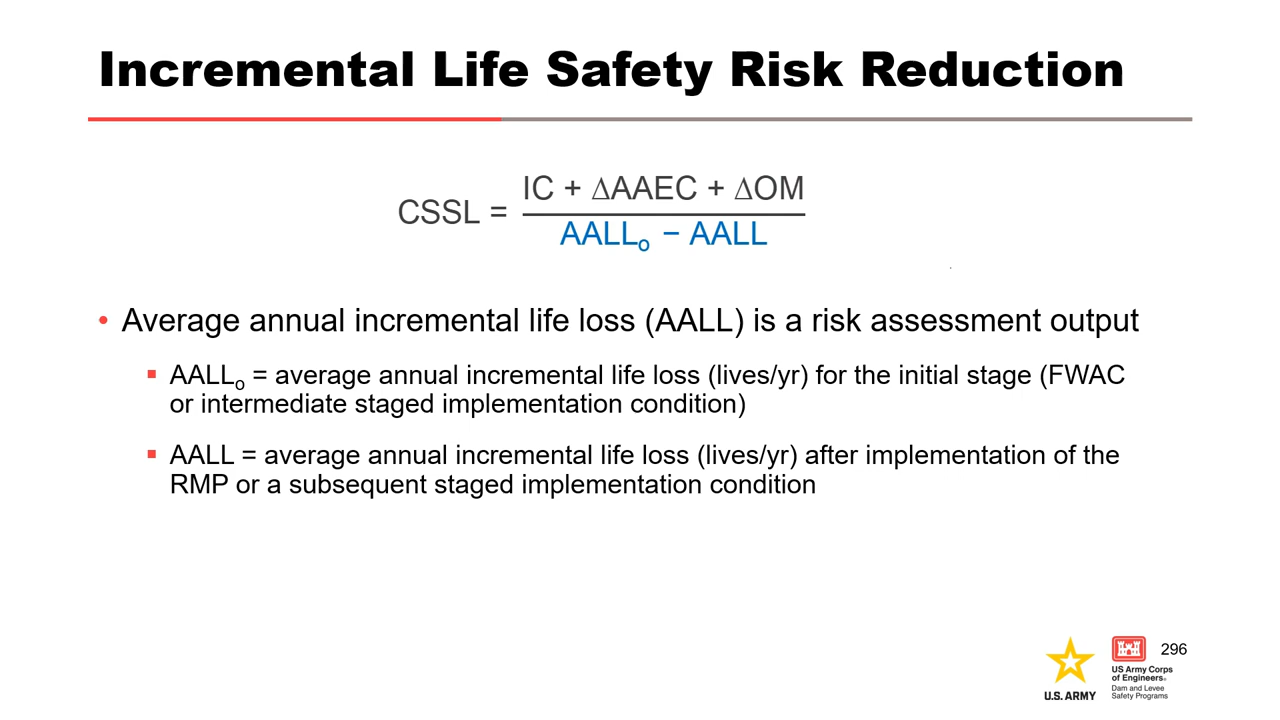 Incremental Life Safety Risk Reduction
CSSL = (IC + ∆AAEC + ∆OM) / (AALLₒ − AALL)
• Average annual incremental life loss (AALL) is a risk assessment output
▪ AALLₒ = average annual incremental life loss (lives/yr) for the initial stage (FWAC
or intermediate staged implementation condition)
▪ AALL = average annual incremental life loss (lives/yr) after implementation of the
RMP or a subsequent staged implementation condition
U.S. ARMY
US Army Corps
of Engineers®
Dam and Levee
Safety Programs
296